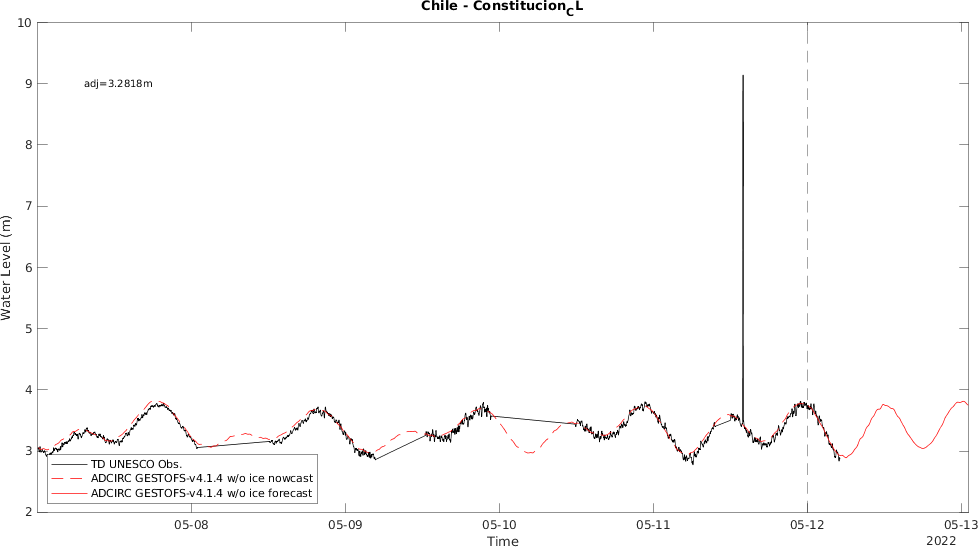 Chile - Constitucion_CL
10
9
adj=3.2818m
8
7
6
5
4
3
2
Water Level (m)
TD UNESCO Obs.
ADCIRC GESTOFS-v4.1.4 w/o ice nowcast
ADCIRC GESTOFS-v4.1.4 w/o ice forecast
05-08 05-09 05-10 05-11 05-12 05-13
Time
2022